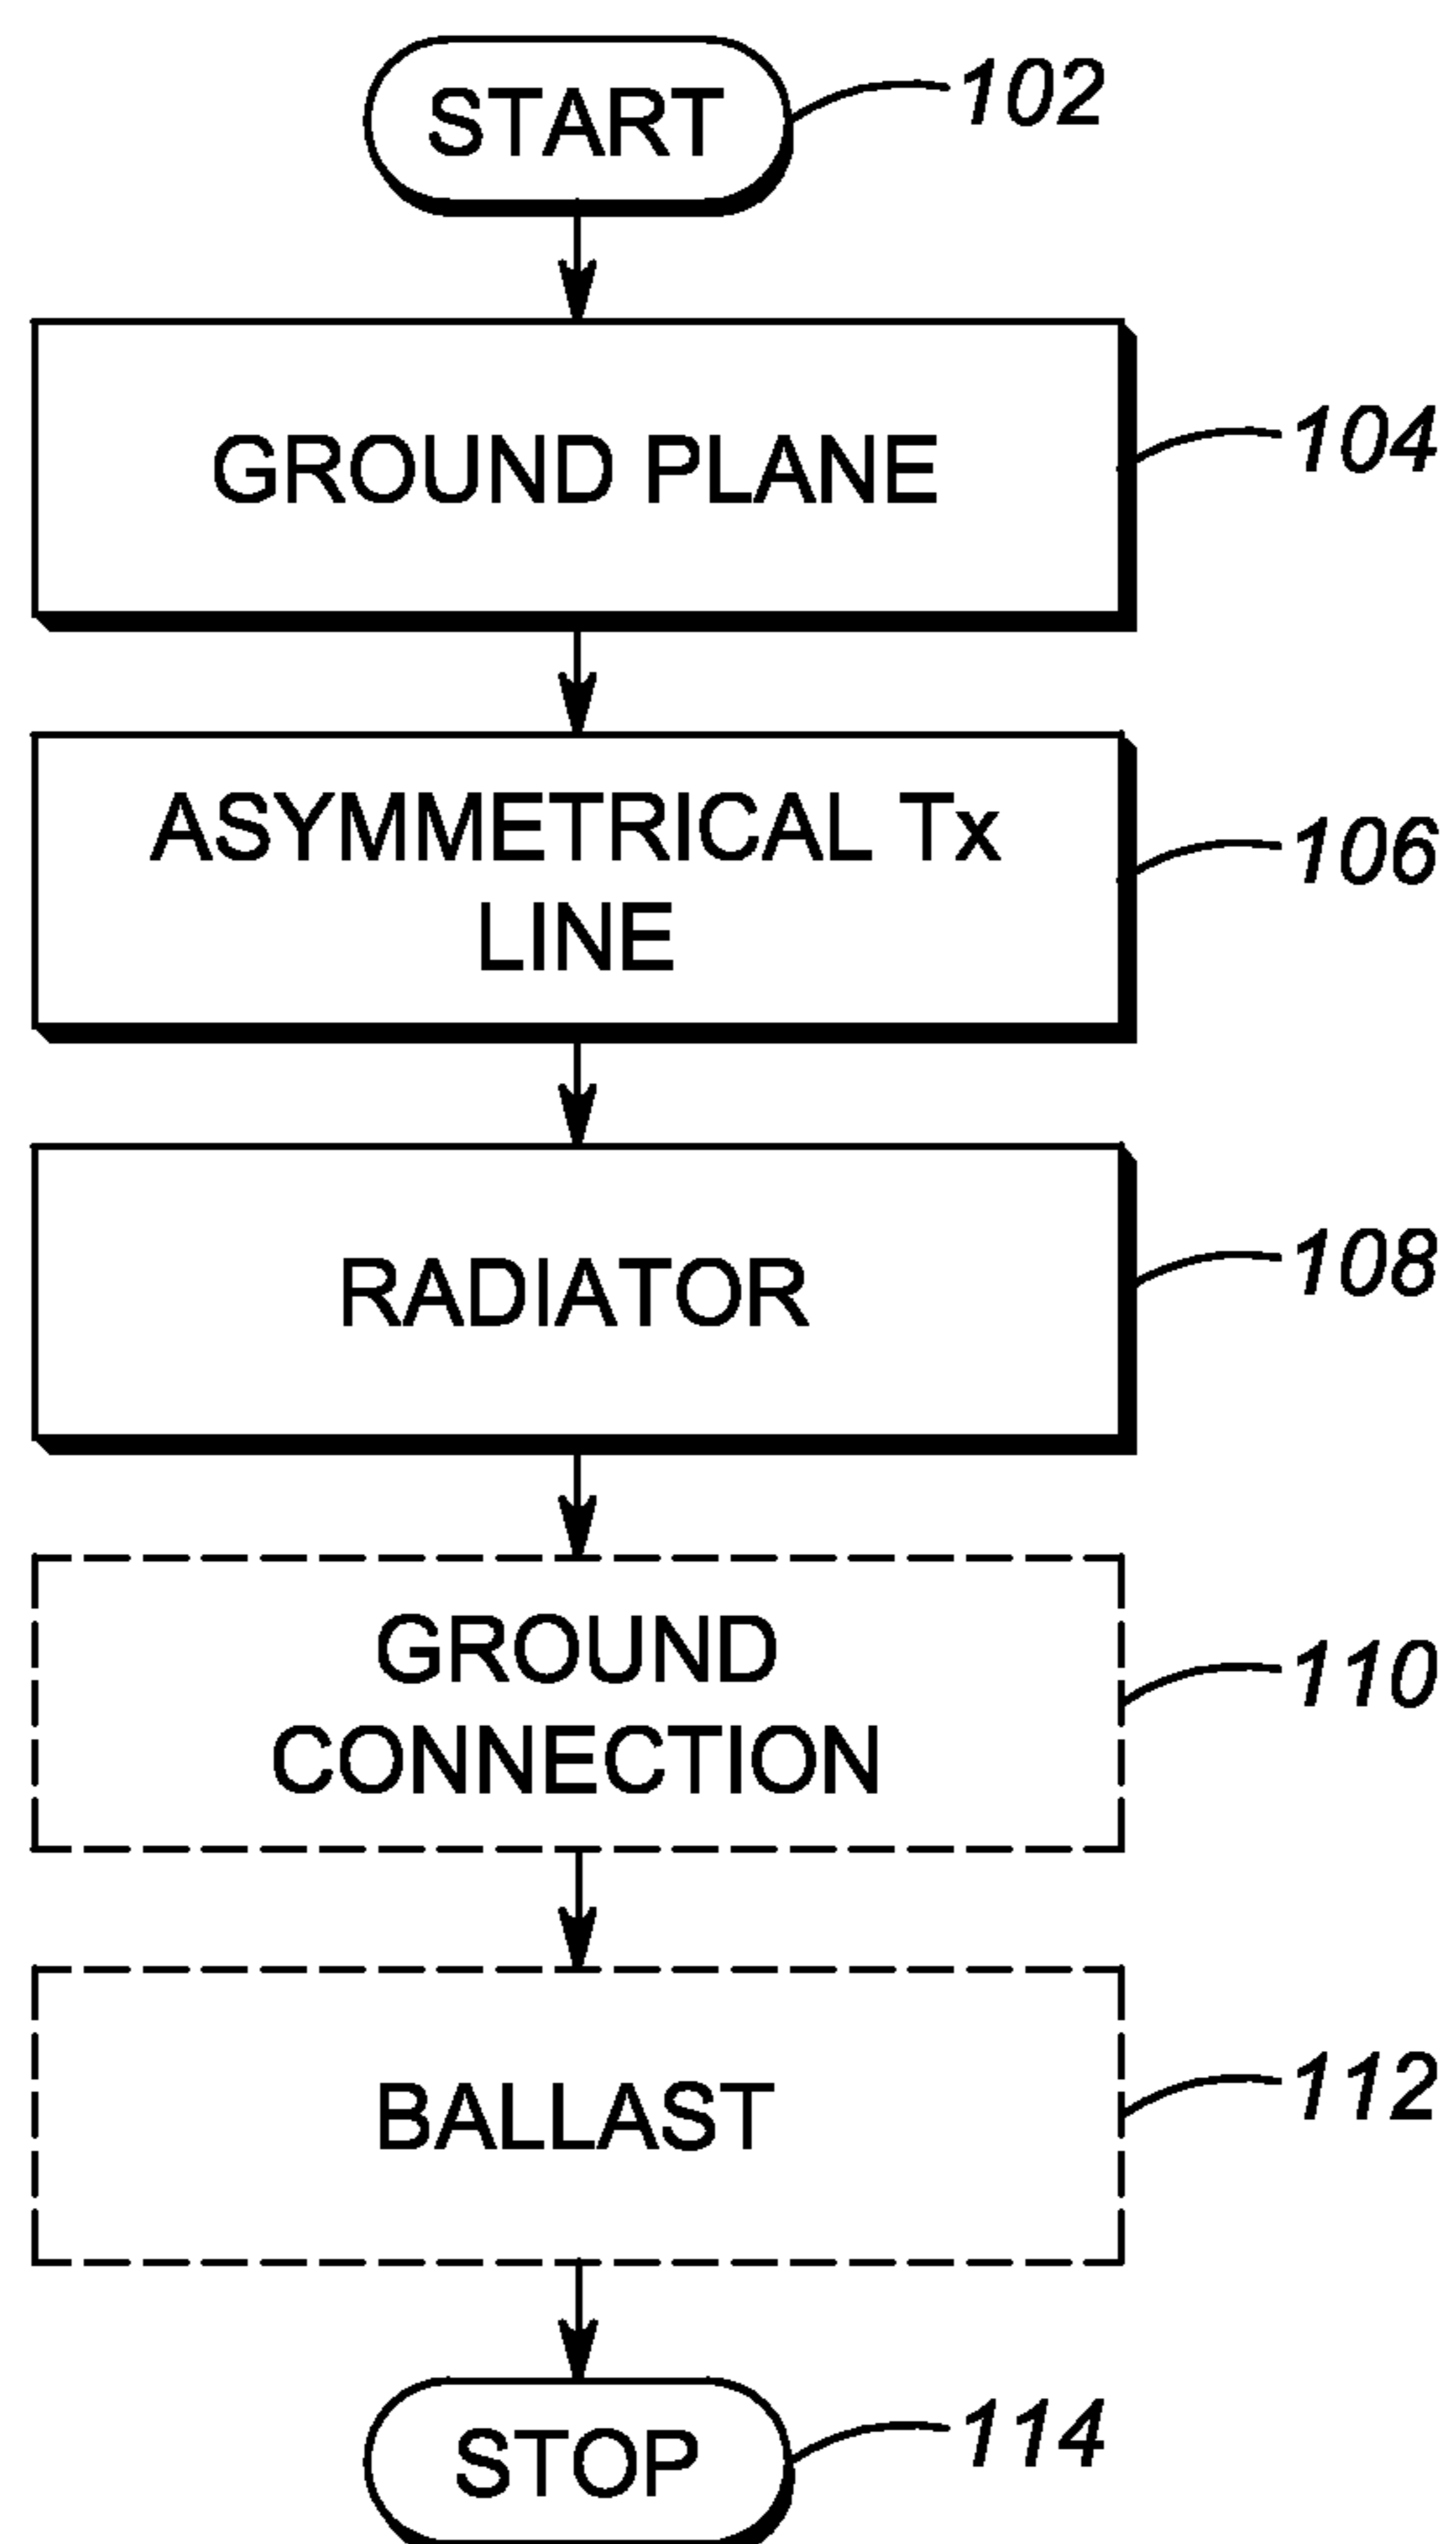 START
102
GROUND PLANE
104
ASYMMETRICAL Tx
LINE
106
RADIATOR
108
GROUND
CONNECTION
110
BALLAST
112
STOP
114